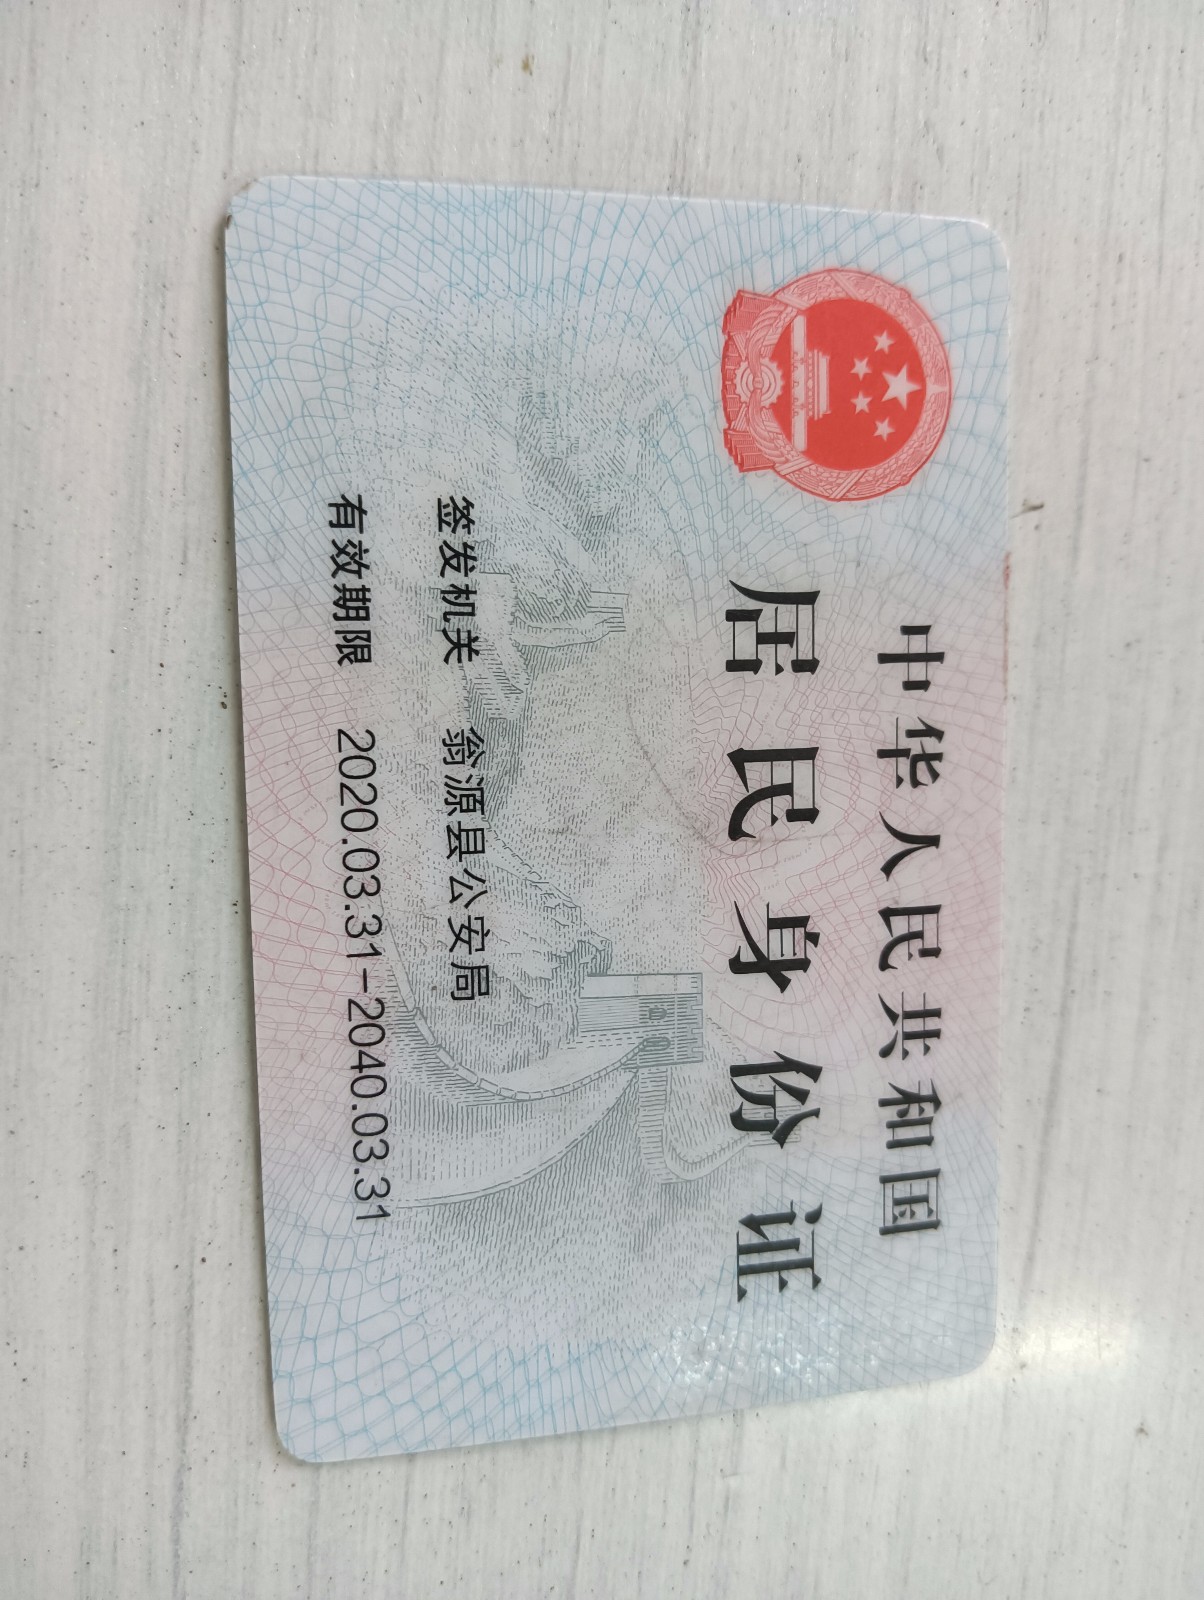 中华人民共和国
居民身份证
签发机关 翁源县公安局
有效期限 2020.03.31-2040.03.31